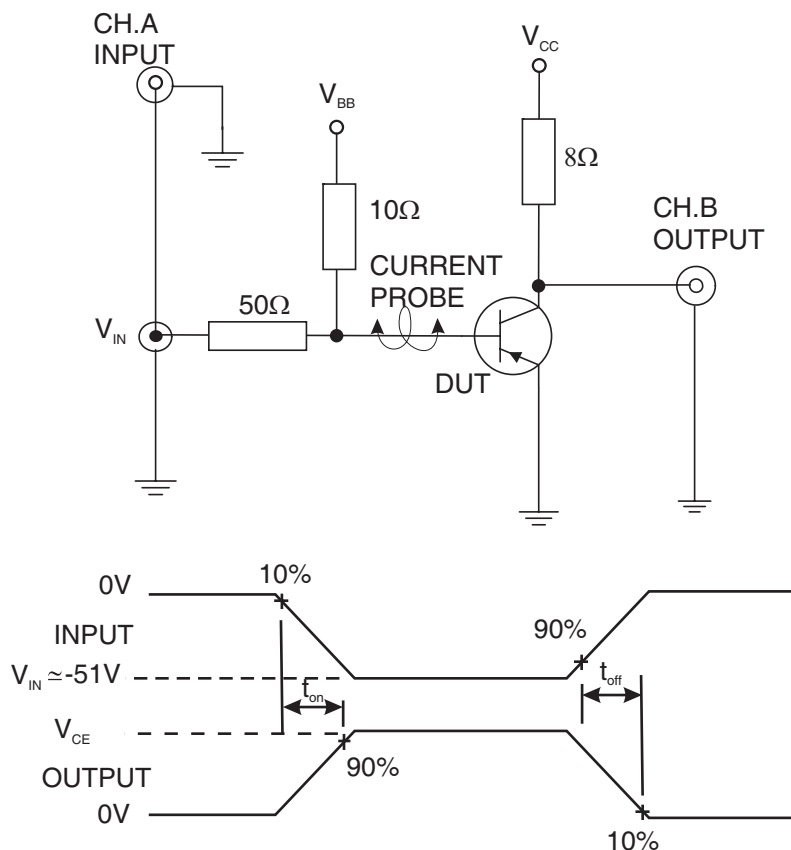 CH.A
INPUT
V_BB
V_CC
10Ω
8Ω
CH.B
OUTPUT
CURRENT
PROBE
50Ω
V_IN
DUT
0V
10%
INPUT
90%
V_IN ≃-51V
t_on
t_off
V_CE
90%
OUTPUT
0V
10%